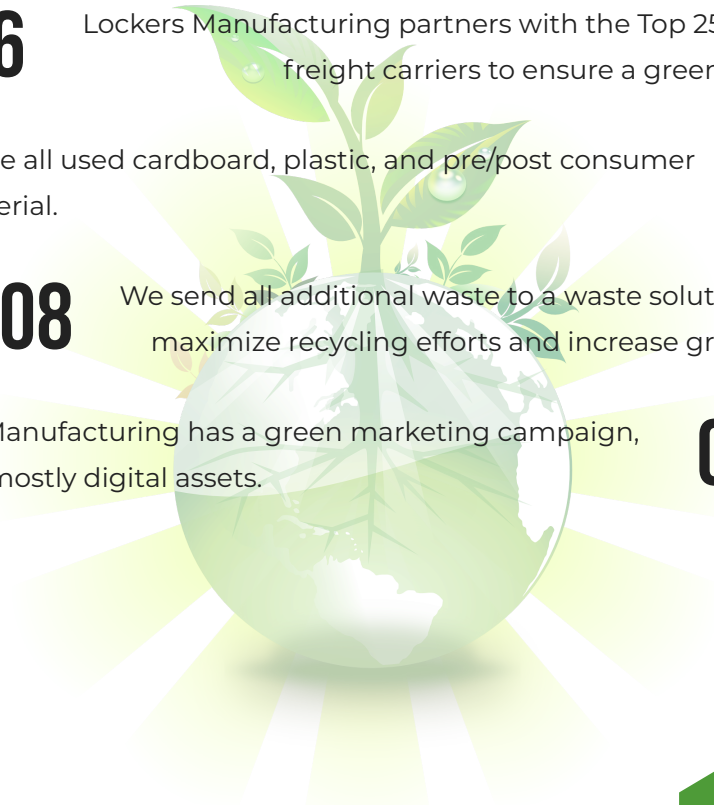 6
Lockers Manufacturing partners with the Top 25
freight carriers to ensure a green
e all used cardboard, plastic, and pre/post consumer
erial.
08
We send all additional waste to a waste solut
maximize recycling efforts and increase gr
Manufacturing has a green marketing campaign,
mostly digital assets.